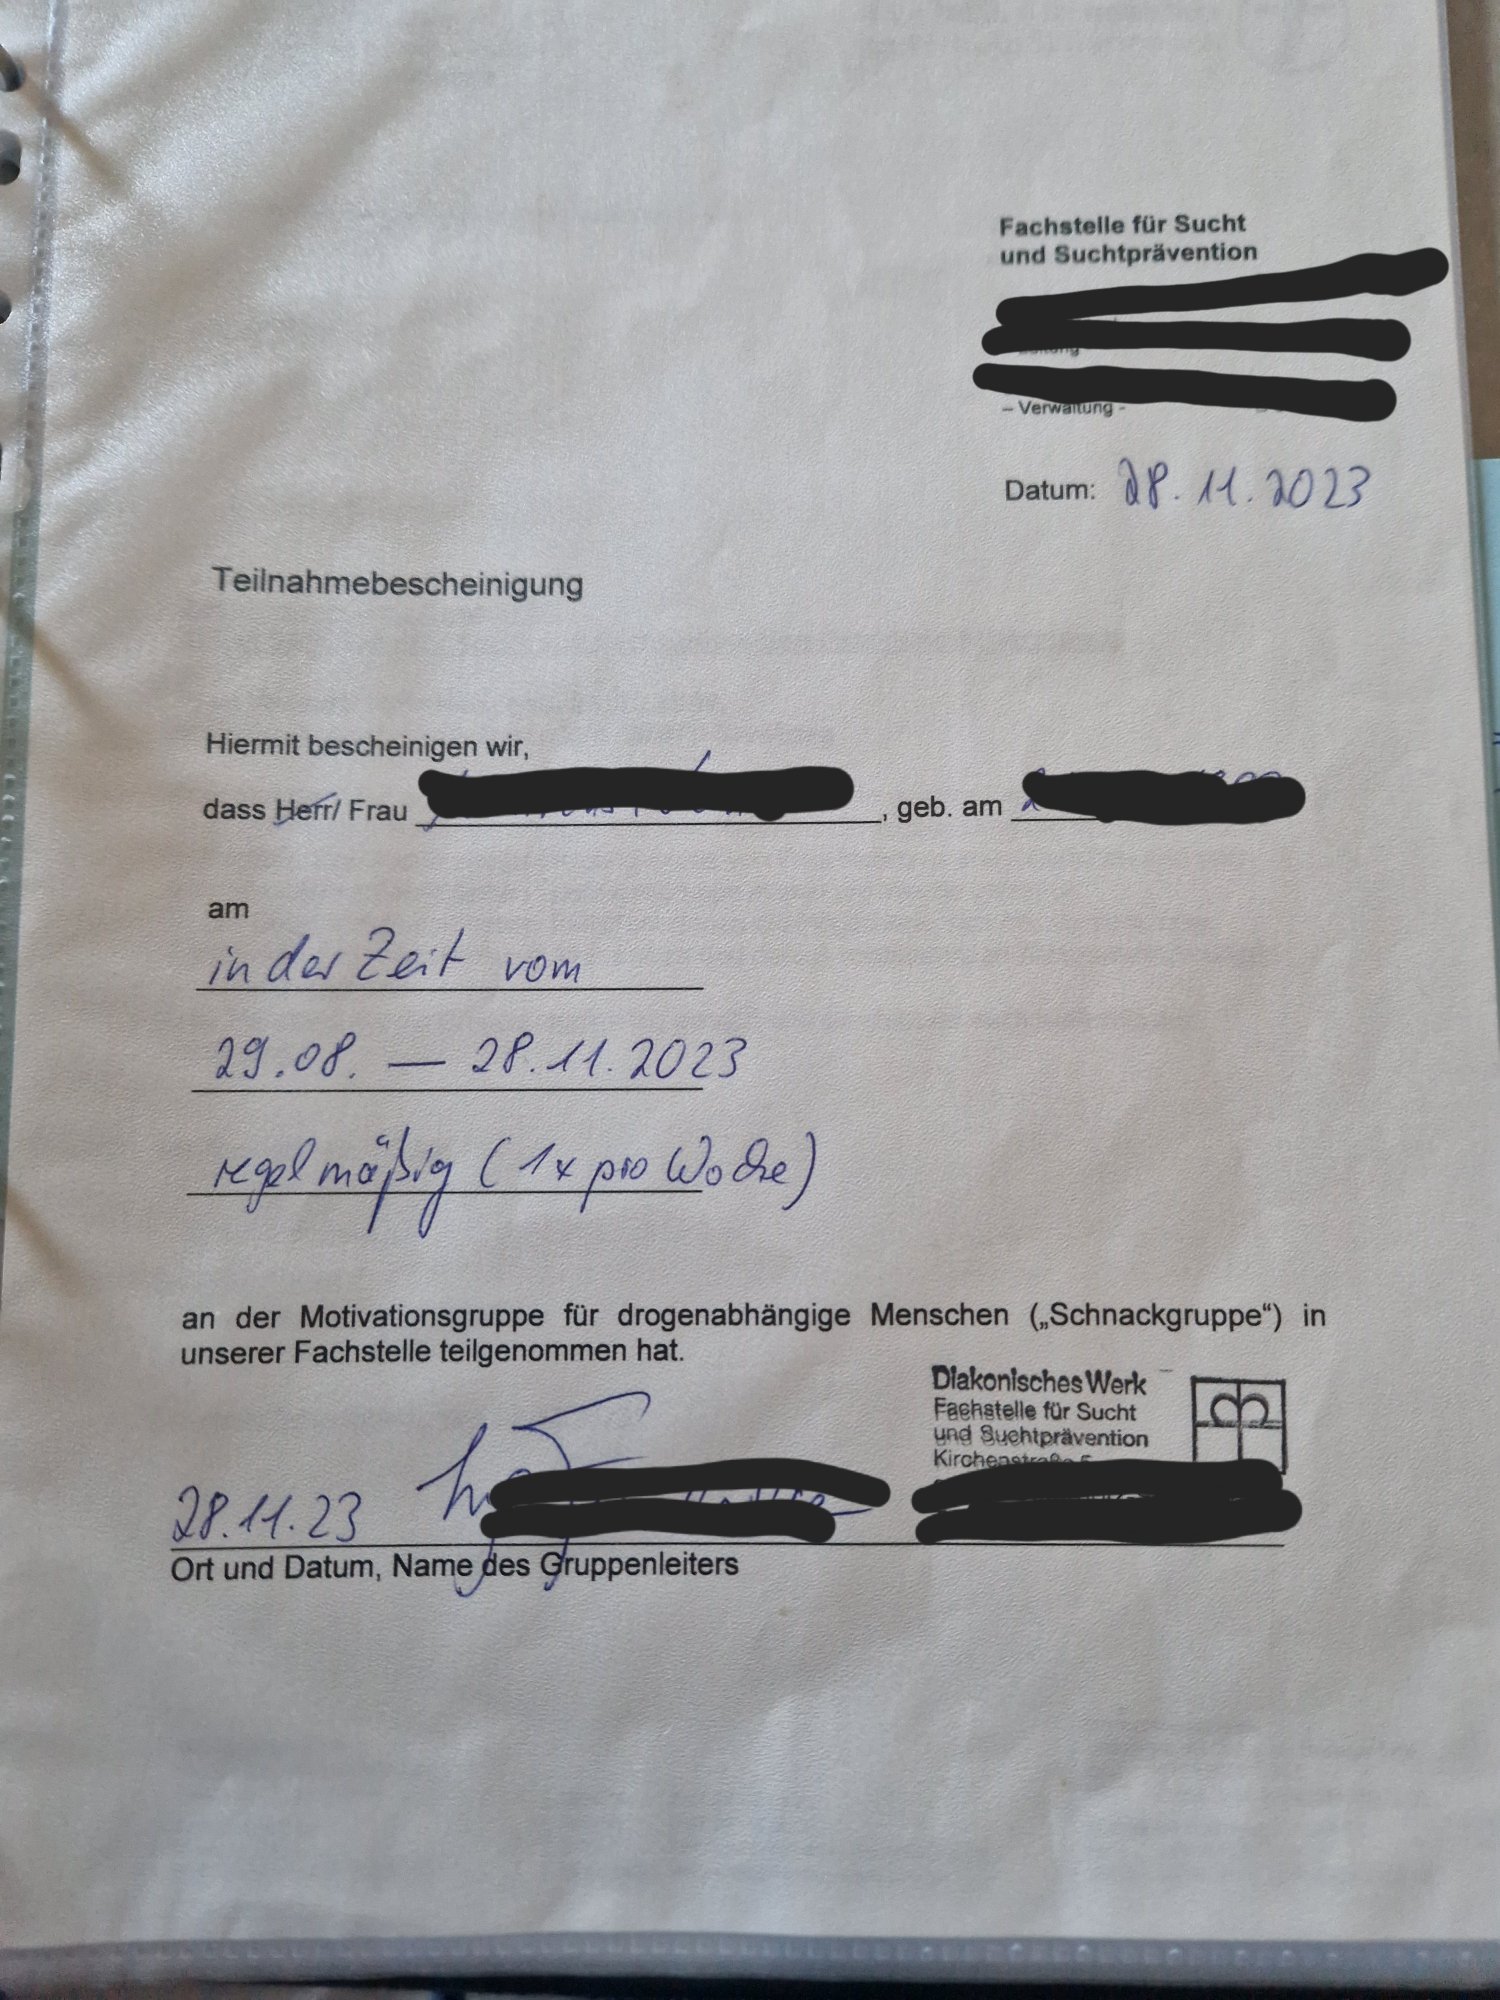 Fachstelle für Sucht
und Suchtprävention
– Verwaltung -
Datum: 28.11.2023
Teilnahmebescheinigung
Hiermit bescheinigen wir,
dass Herr/ Frau , geb. am
am
in der Zeit vom
29.08. — 28.11.2023
regelmäßig (1x pro Woche)
an der Motivationsgruppe für drogenabhängige Menschen („Schnackgruppe“) in
unserer Fachstelle teilgenommen hat.
Diakonisches Werk
Fachstelle für Sucht
und Suchtprävention
Kirchenstraße
28.11.23
Ort und Datum, Name des Gruppenleiters